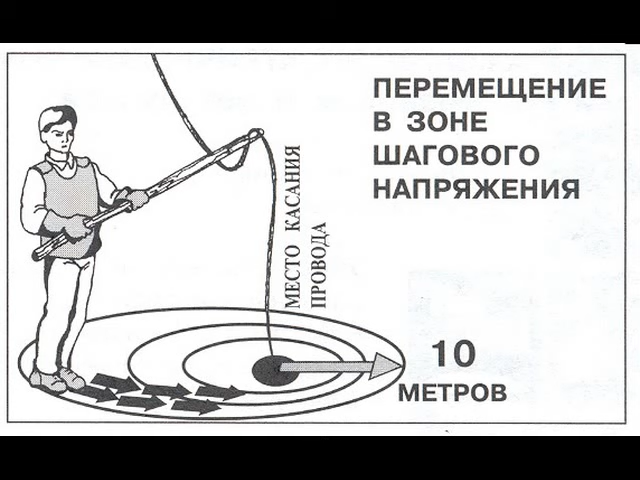 ПЕРЕМЕЩЕНИЕ
В ЗОНЕ
ШАГОВОГО
НАПРЯЖЕНИЯ
МЕСТО КАСАНИЯ
ПРОВОДА
10
МЕТРОВ